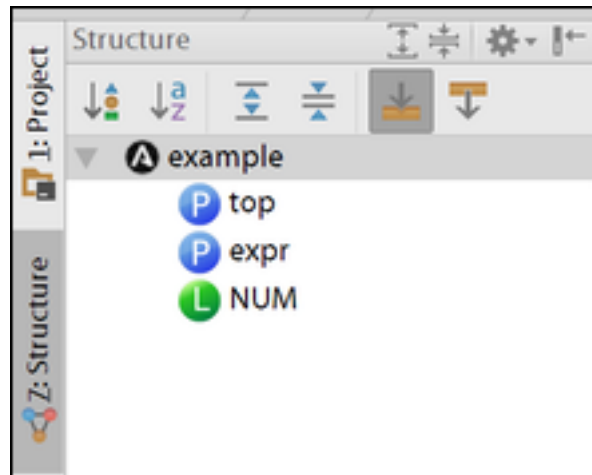 Structure
1: Project
Z: Structure
a
z
A example
P top
P expr
L NUM